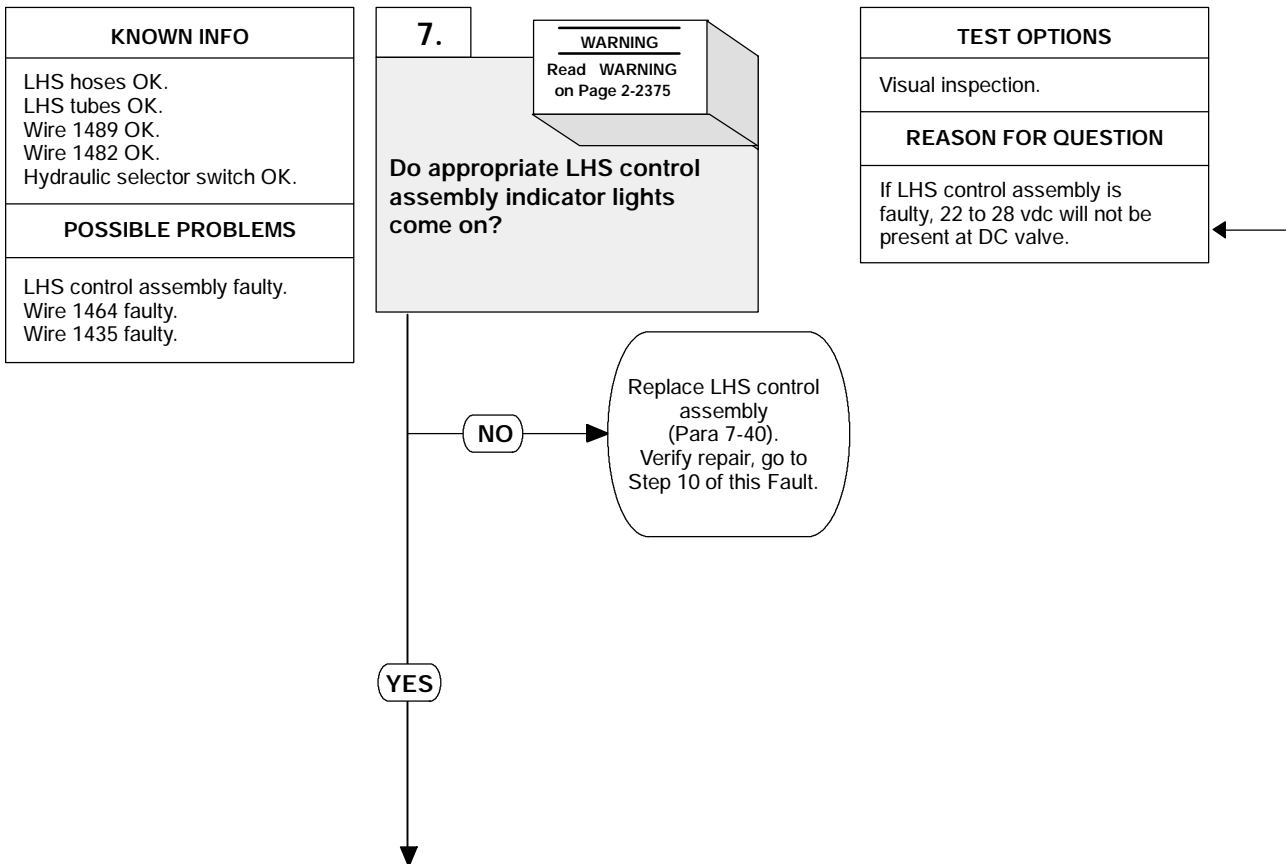 KNOWN INFO
LHS hoses OK.
LHS tubes OK.
Wire 1489 OK.
Wire 1482 OK.
Hydraulic selector switch OK.
POSSIBLE PROBLEMS
LHS control assembly faulty.
Wire 1464 faulty.
Wire 1435 faulty.
7.
WARNING
Read WARNING
on Page 2-2375
Do appropriate LHS control
assembly indicator lights
come on?
TEST OPTIONS
Visual inspection.
REASON FOR QUESTION
If LHS control assembly is
faulty, 22 to 28 vdc will not be
present at DC valve.
NO
Replace LHS control
assembly
(Para 7-40).
Verify repair, go to
Step 10 of this Fault.
YES